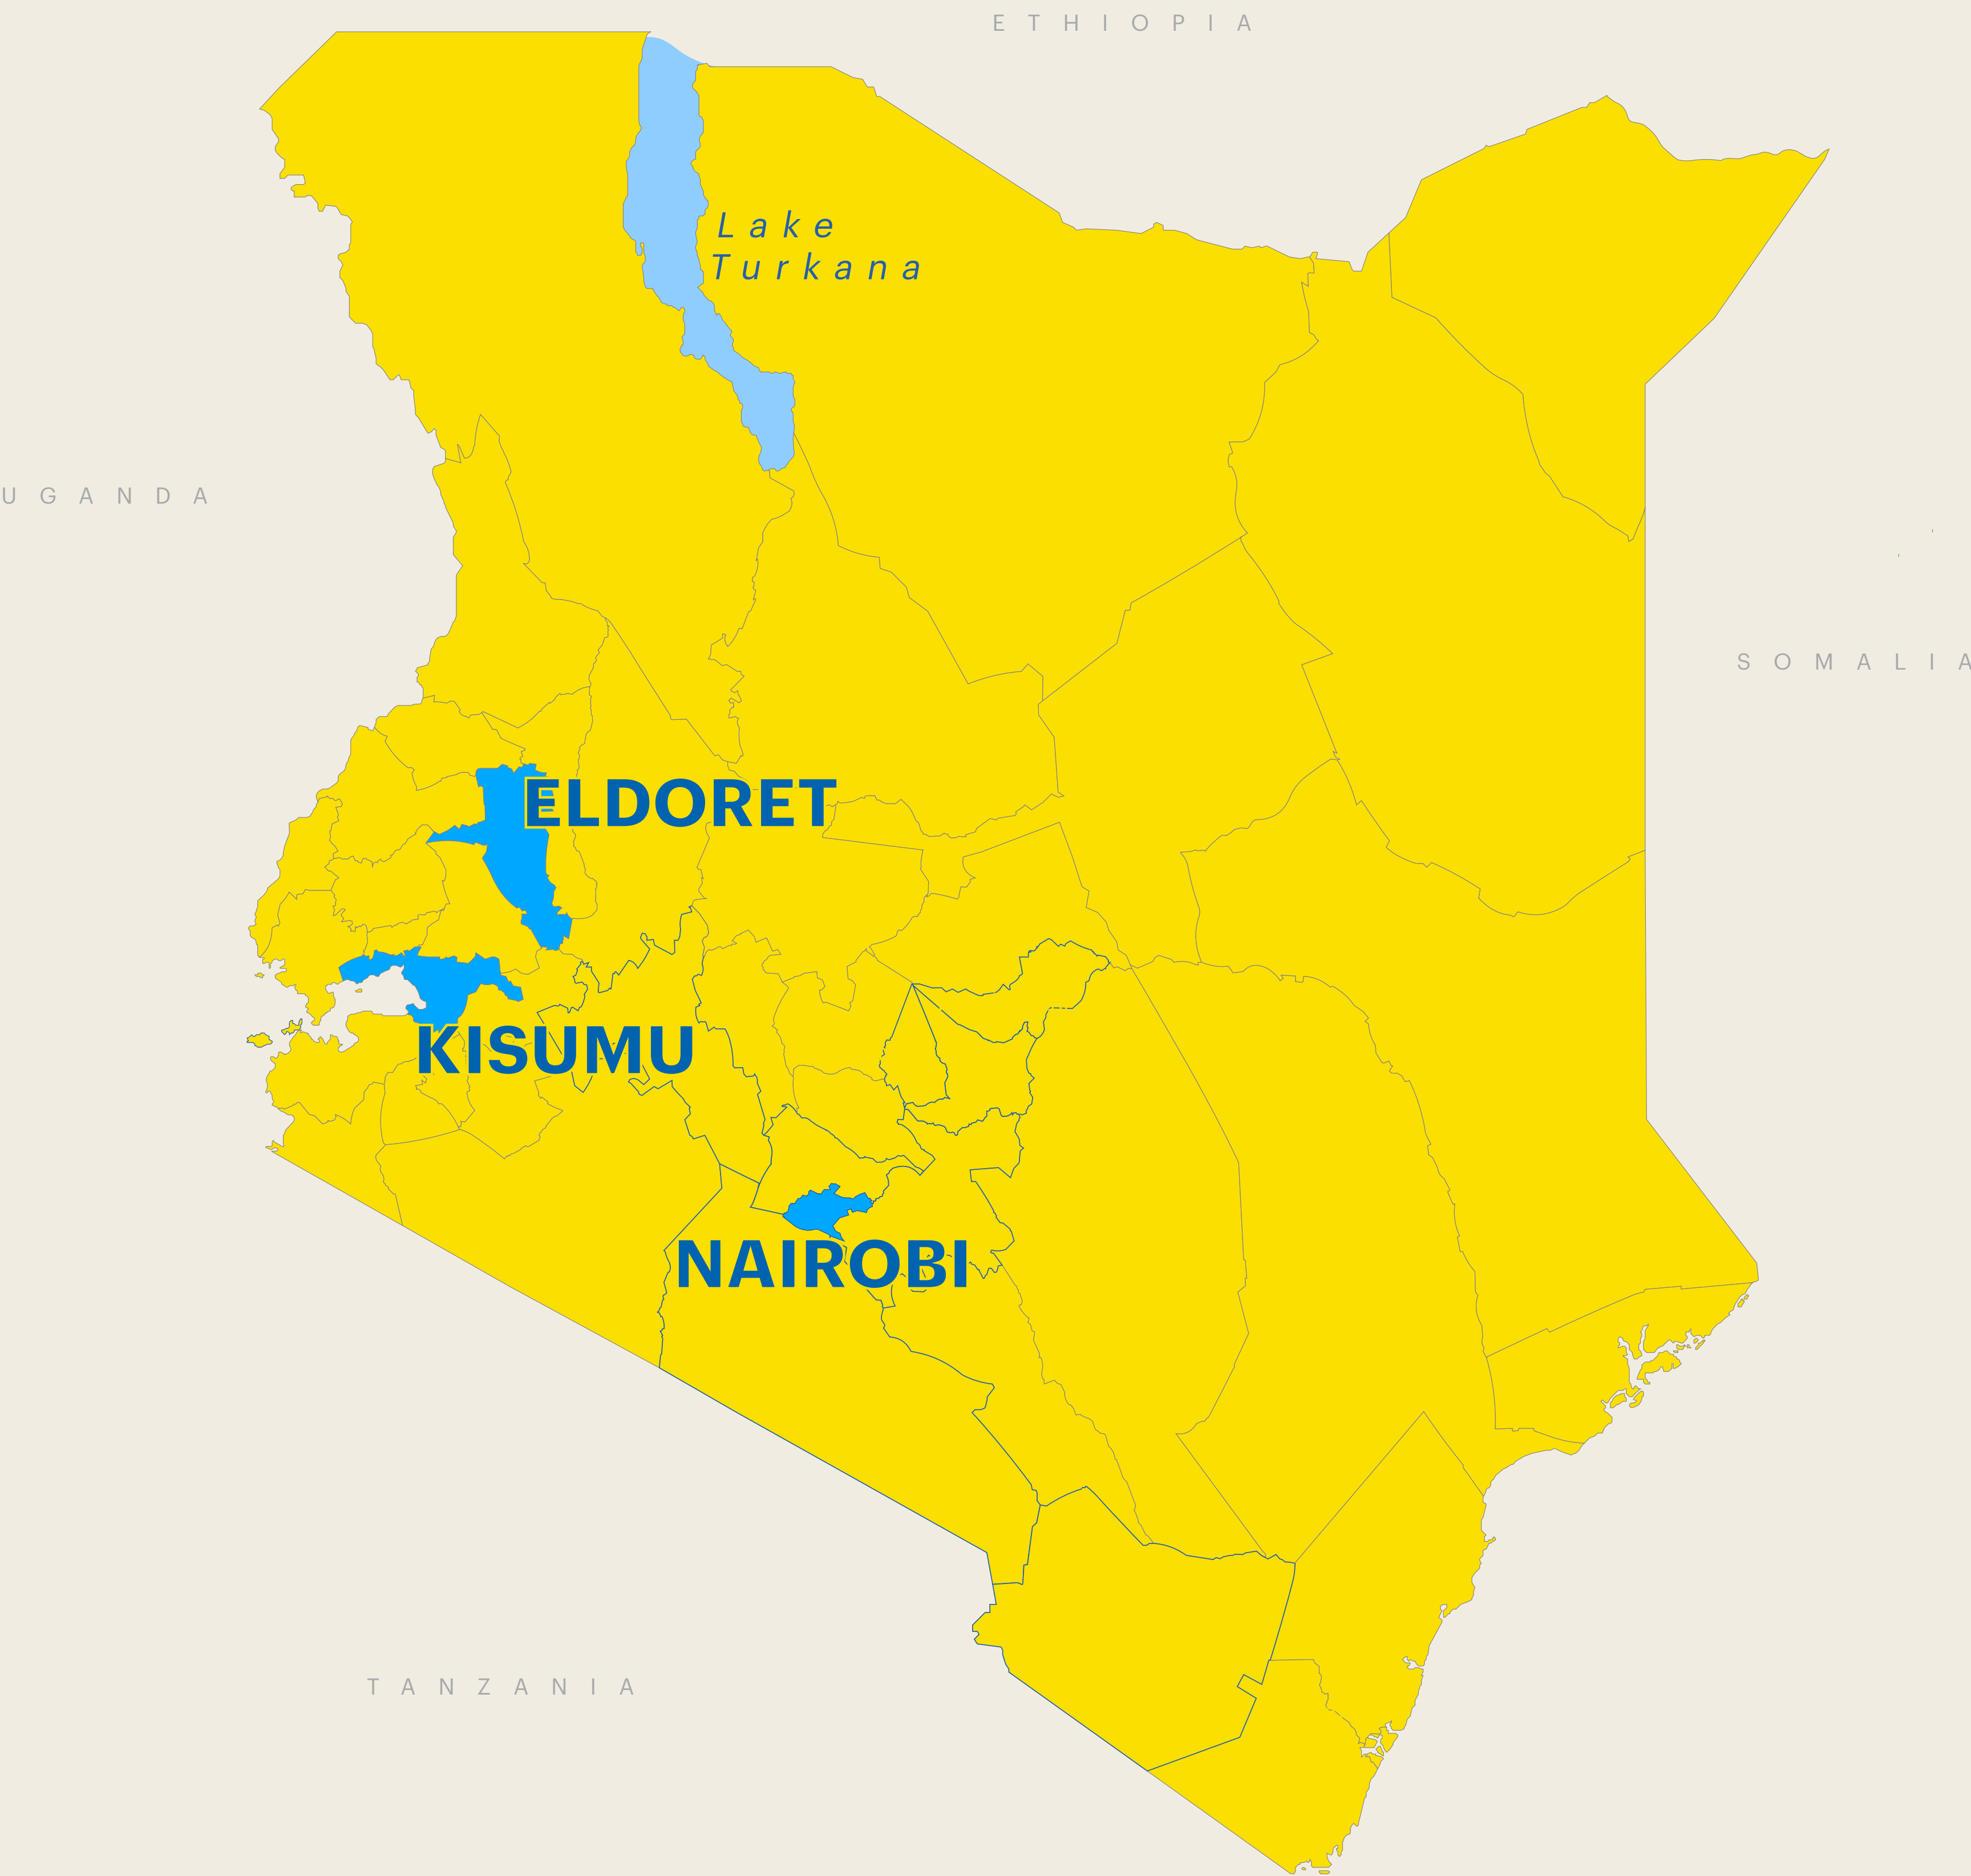 ETHIOPIA
Lake
Turkana
UGANDA
SOMALIA
ELDORET
KISUMU
NAIROBI
TANZANIA